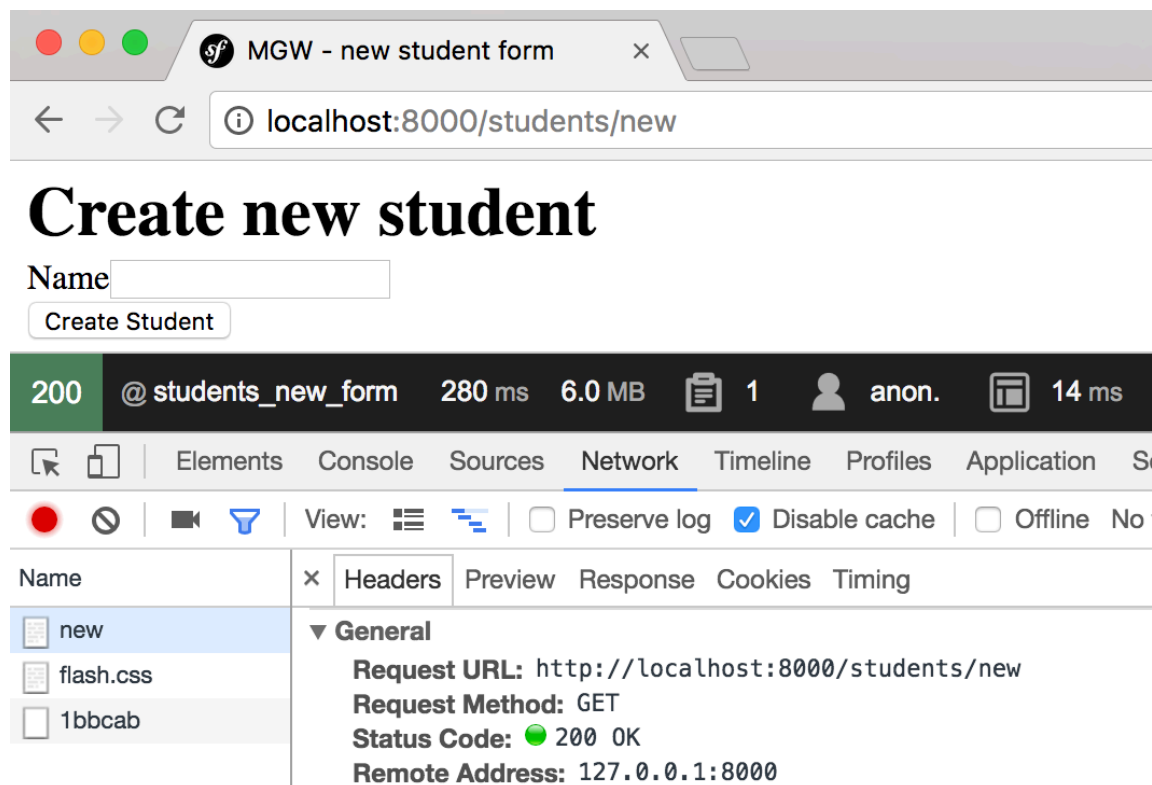 sf MGW - new student form ×
localhost:8000/students/new
Create new student
Name
Create Student
200 @ students_new_form 280 ms 6.0 MB 1 anon. 14 ms
Elements Console Sources Network Timeline Profiles Application
View: Preserve log Disable cache Offline No
Name × Headers Preview Response Cookies Timing
new
flash.css
1bbcab
▼ General
Request URL: http://localhost:8000/students/new
Request Method: GET
Status Code: 200 OK
Remote Address: 127.0.0.1:8000